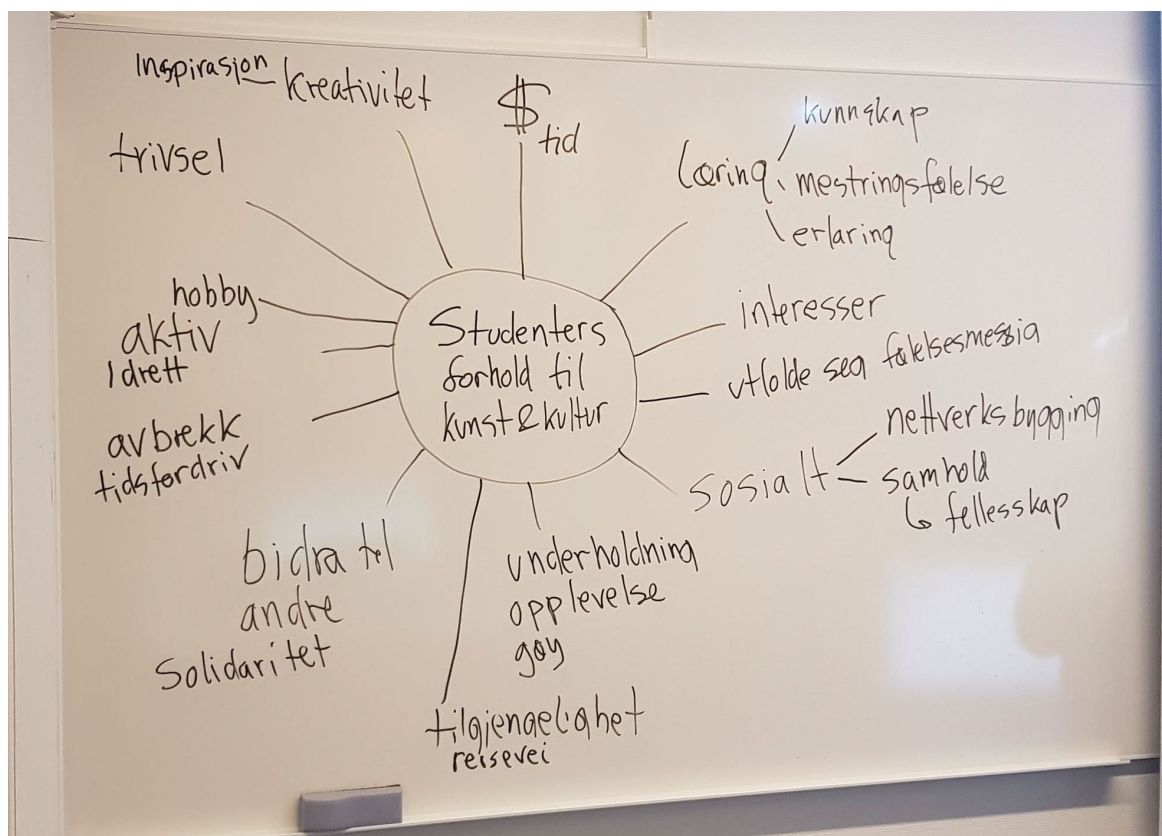 Inspirasjon
kreativitet
$
tid
trivsel
læring
kunnskap
mestringsfølelse
erfaring
hobby
aktiv
Idrett
interesser
Studenters
forhold til
kunst & kultur
utfolde seg følelsesmessig
avbrekk
tidsfordriv
sosialt
nettverksbygging
samhold
↳ fellesskap
bidra til
andre
Solidaritet
underholdning
opplevelse
gøy
tilgjengelighet
reisevei